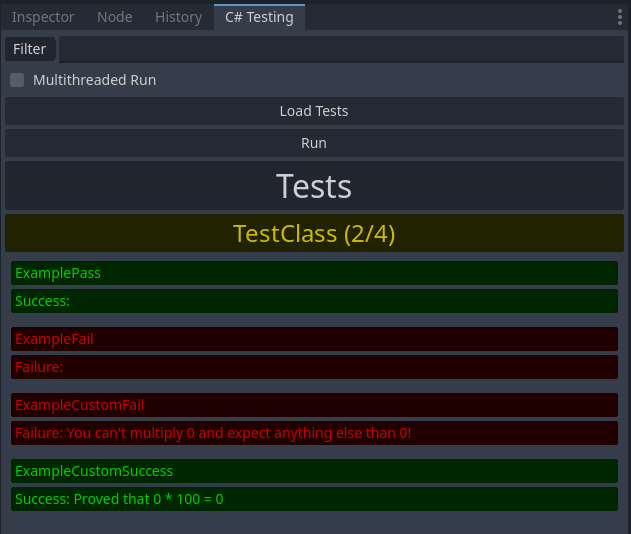 Inspector Node History C# Testing
Filter
Multithreaded Run
Load Tests
Run
Tests
TestClass (2/4)
ExamplePass
Success:
ExampleFail
Failure:
ExampleCustomFail
Failure: You can't multiply 0 and expect anything else than 0!
ExampleCustomSuccess
Success: Proved that 0 * 100 = 0